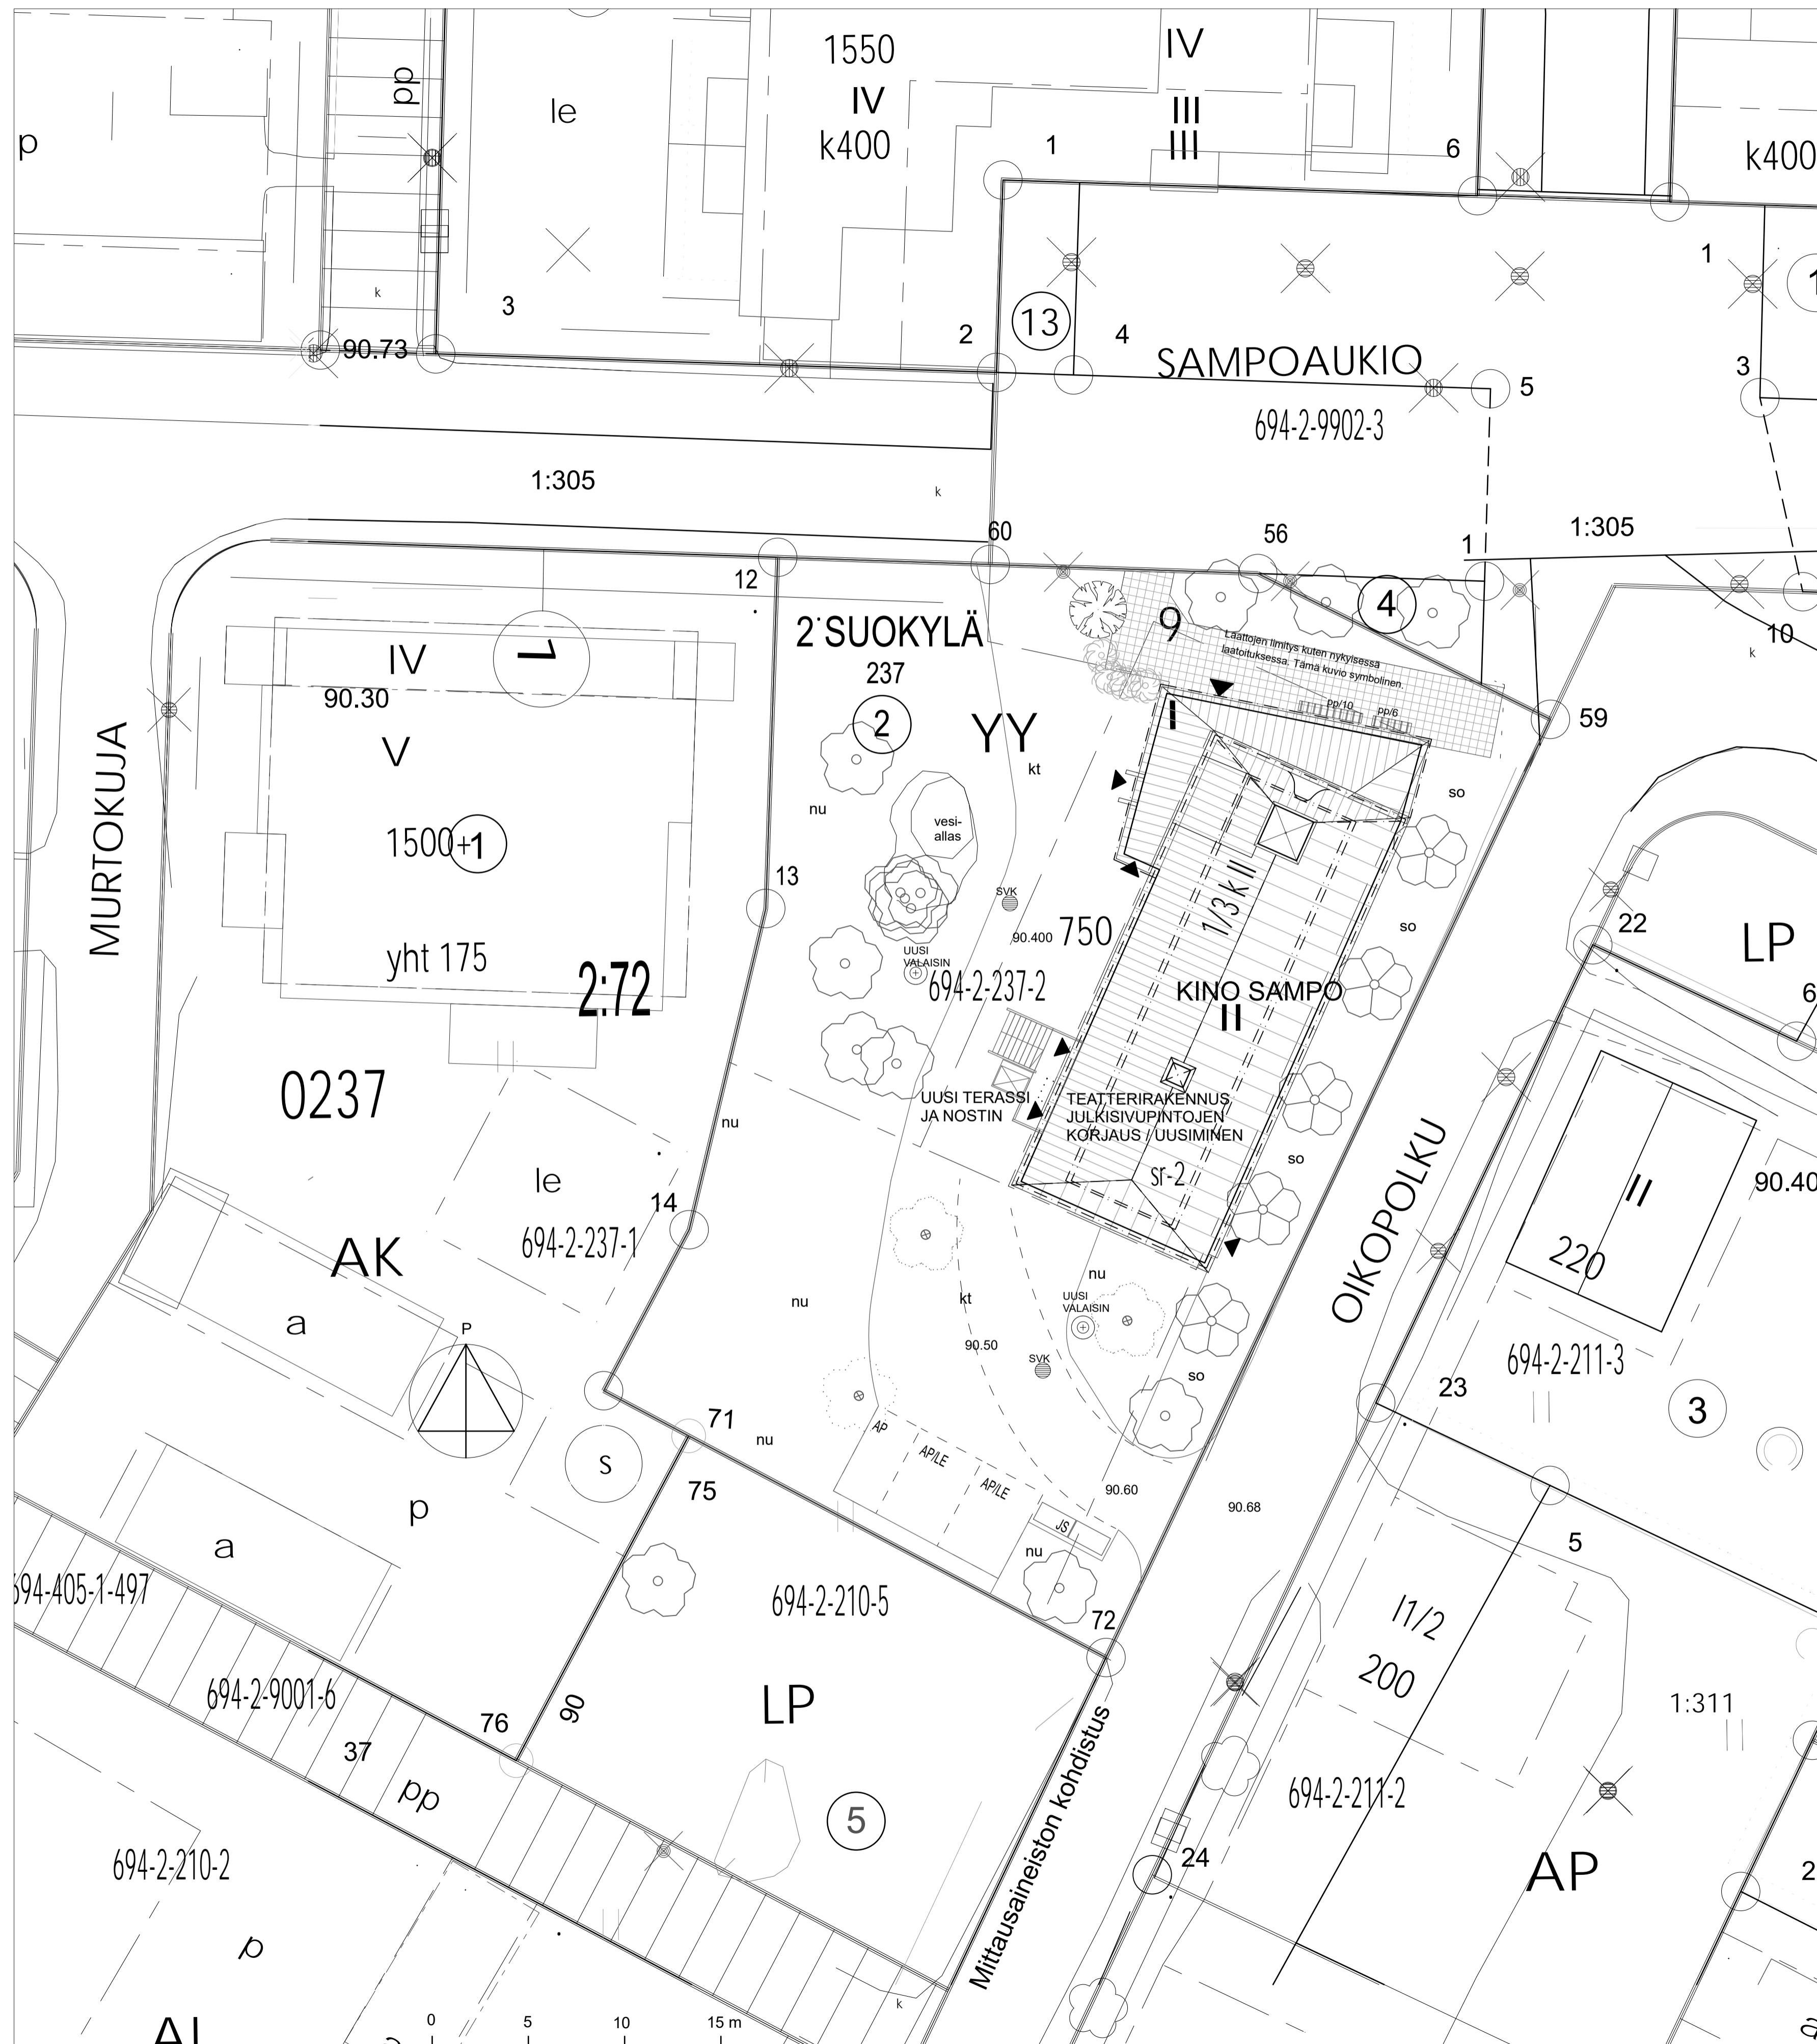 1550
IV
IV
k400
III
III
pp
le
p
k400
1
6
k
3
90.73
2
13
4
1
SAMPOAUKIO
5
3
694-2-9902-3
1:305
k
60
56
1
1:305
12
4
10
k
2 SUOKYLÄ
9
Laattojen limitys kuten nykyisessä
laatoituksessa. Tämä kuvio symbolinen.
237
IV
1
90.30
2
YY
I
pp/10
pp/6
59
MURTOKUJA
V
kt
so
nu
vesi-
allas
1500+
1
13
SVK
1/3 k II
so
22
LP
90.400
750
UUSI
VALAISIN
yht 175
2:72
694-2-237-2
KINO SAMPO
II
6
0237
UUSI TERASSI
JA NOSTIN
TEATTERIRAKENNUS
JULKISIVUPINTOJEN
KORJAUS / UUSIMINEN
nu
so
sr-2
OIKOPOLKU
II
90.40
le
14
694-2-237-1
AK
220
a
nu
kt
nu
UUSI
VALAISIN
P
90.50
SVK
694-2-211-3
so
23
3
71
nu
AP
AP/LE
AP/LE
S
75
90.60
90.68
p
JS
nu
5
a
694-405-1-497
694-2-210-5
72
I1/2
200
694-2-9001-6
LP
90
76
1:311
37
pp
5
694-2-211-2
Mittausaineiston kohdistus
24
694-2-210-2
AP
2
p
k
0
5
10
15 m